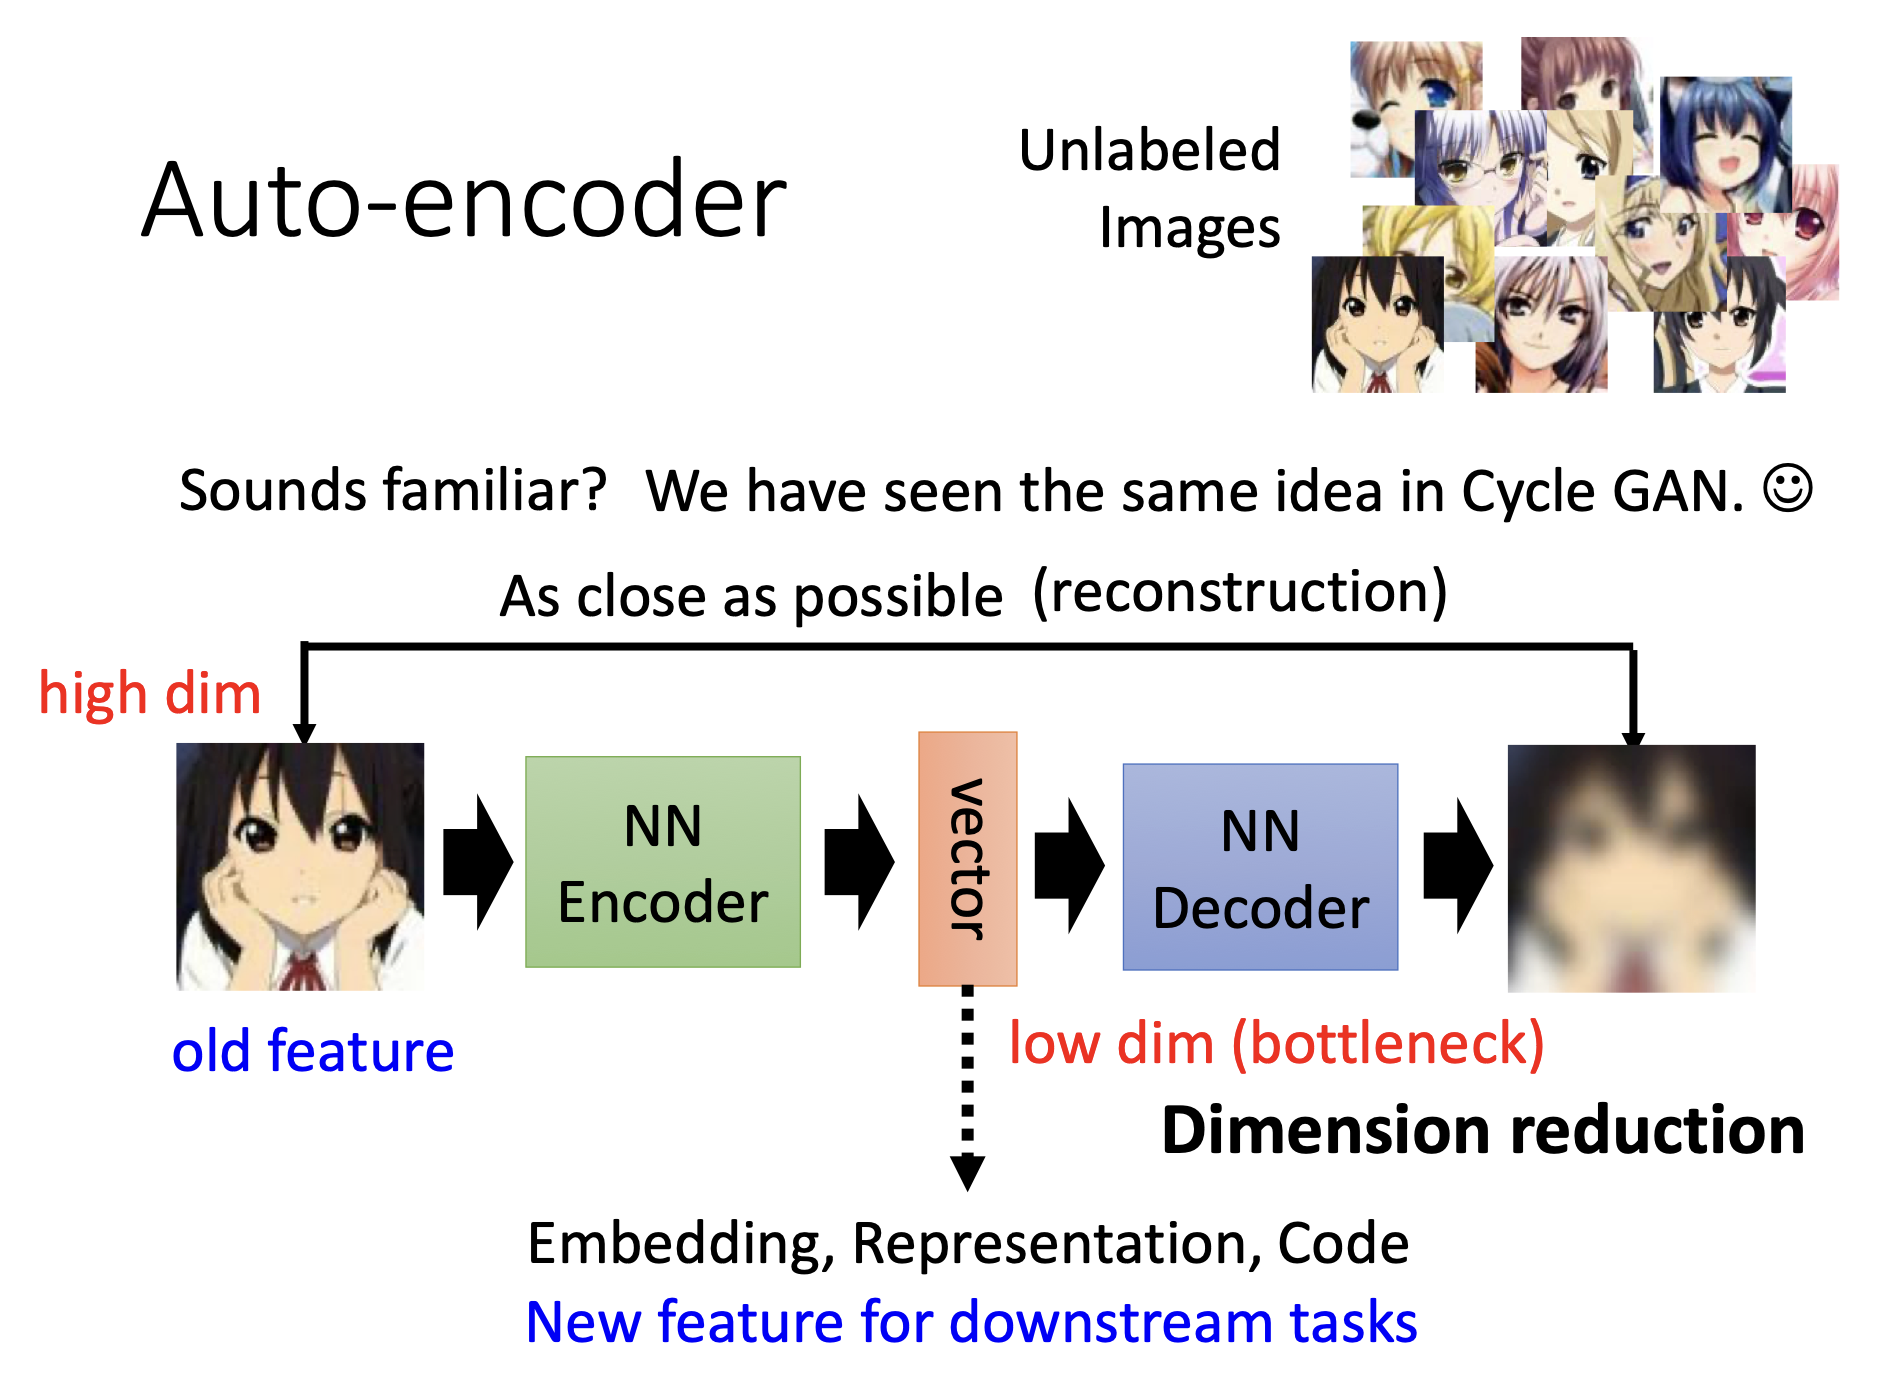 Auto-encoder
Unlabeled
Images
Sounds familiar? We have seen the same idea in Cycle GAN. ☺
As close as possible (reconstruction)
high dim
NN
Encoder
vector
NN
Decoder
old feature
low dim (bottleneck)
Dimension reduction
Embedding, Representation, Code
New feature for downstream tasks